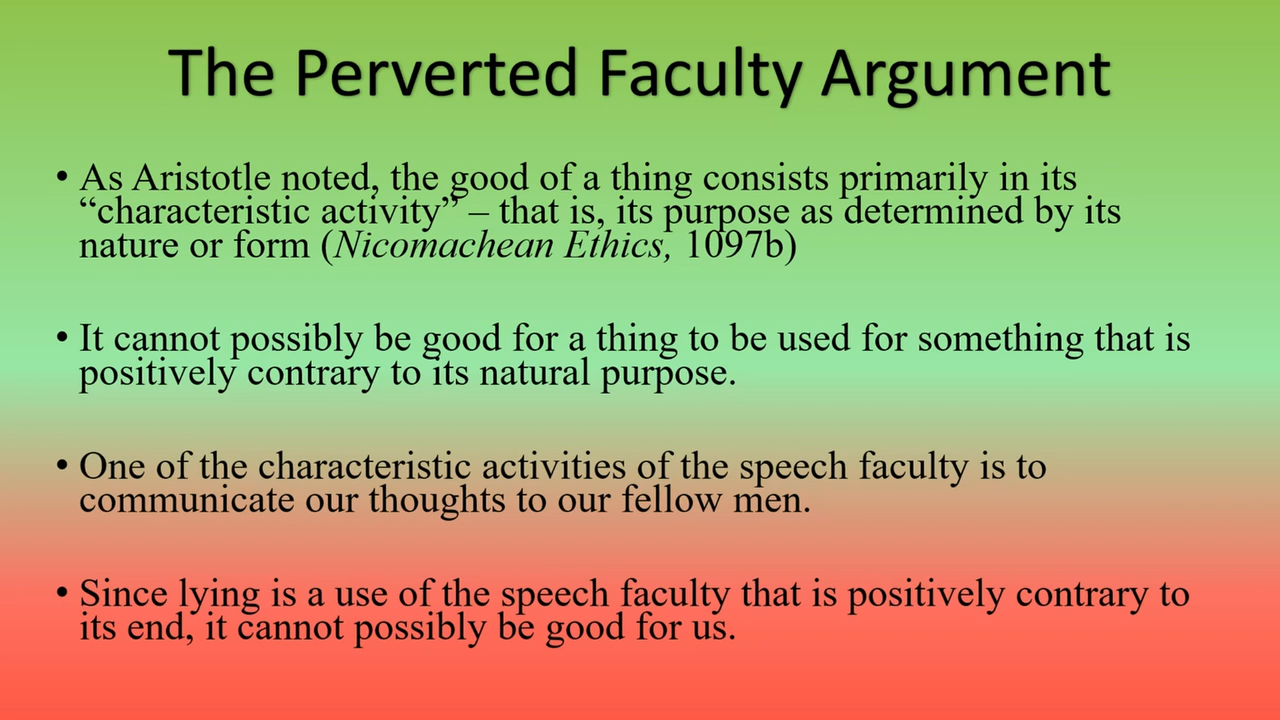 The Perverted Faculty Argument
• As Aristotle noted, the good of a thing consists primarily in its
“characteristic activity” – that is, its purpose as determined by its
nature or form (Nicomachean Ethics, 1097b)
• It cannot possibly be good for a thing to be used for something that is
positively contrary to its natural purpose.
• One of the characteristic activities of the speech faculty is to
communicate our thoughts to our fellow men.
• Since lying is a use of the speech faculty that is positively contrary to
its end, it cannot possibly be good for us.